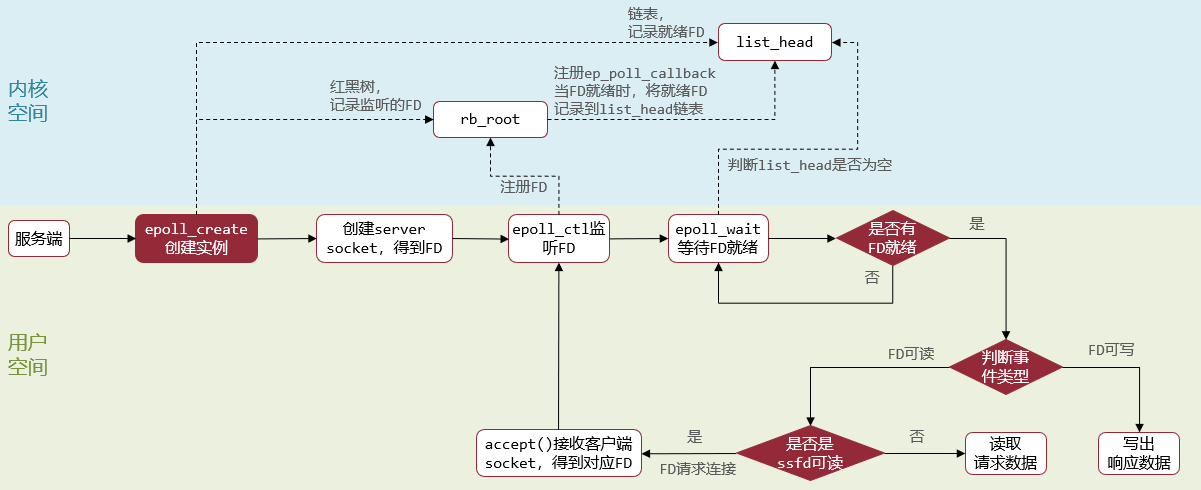 链表，
记录就绪FD
list_head
内核
空间
红黑树，
记录监听的FD
注册ep_poll_callback
当FD就绪时，将就绪FD
记录到list_head链表
rb_root
判断list_head是否为空
注册FD
服务端
epoll_create
创建实例
创建server
socket，得到FD
epoll_ctl监
听FD
epoll_wait
等待FD就绪
是否有
FD就绪
是
否
用户
空间
FD可读
判断事
件类型
FD可写
accept()接收客户端
socket，得到对应FD
是
FD请求连接
是否是
ssfd可读
否
读取
请求数据
写出
响应数据